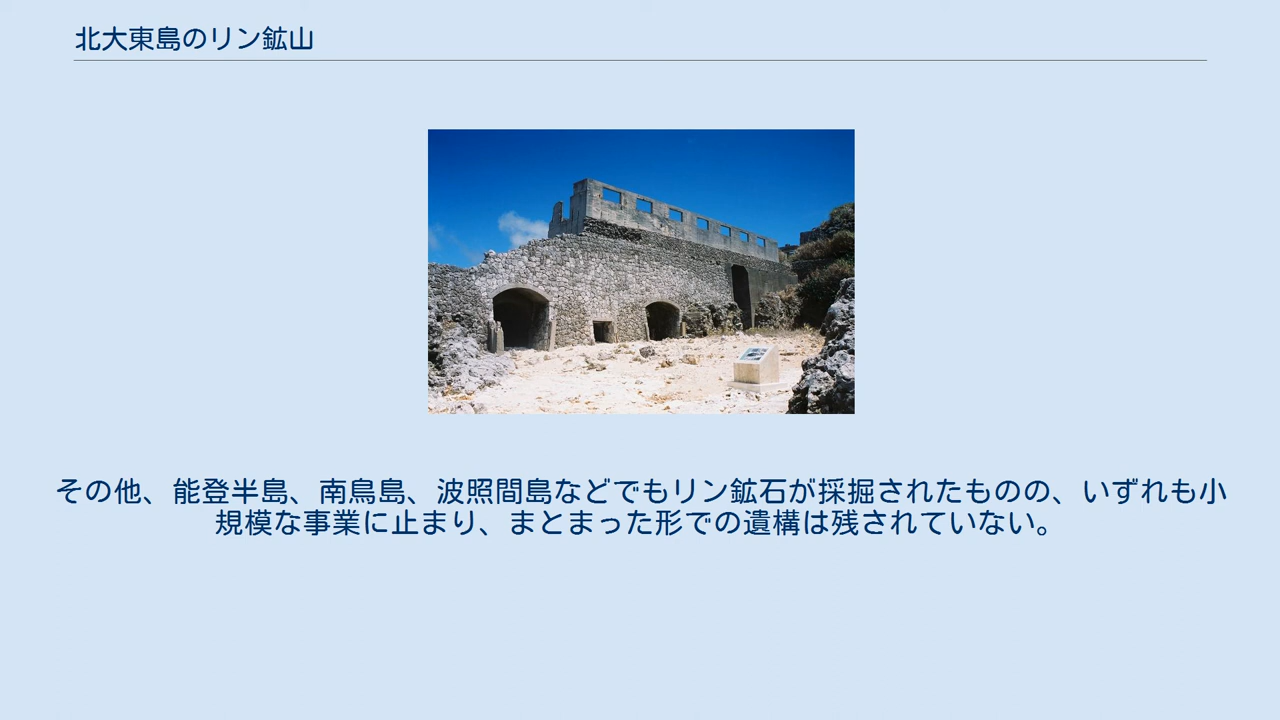 北大東島のリン鉱山
その他、能登半島、南鳥島、波照間島などでもリン鉱石が採掘されたものの、いずれも小
規模な事業に止まり、まとまった形での遺構は残されていない。